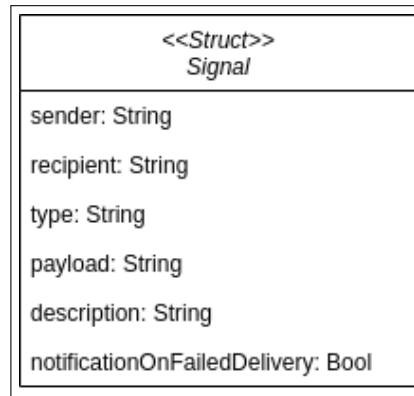 <<Struct>>
Signal
sender: String
recipient: String
type: String
payload: String
description: String
notificationOnFailedDelivery: Bool